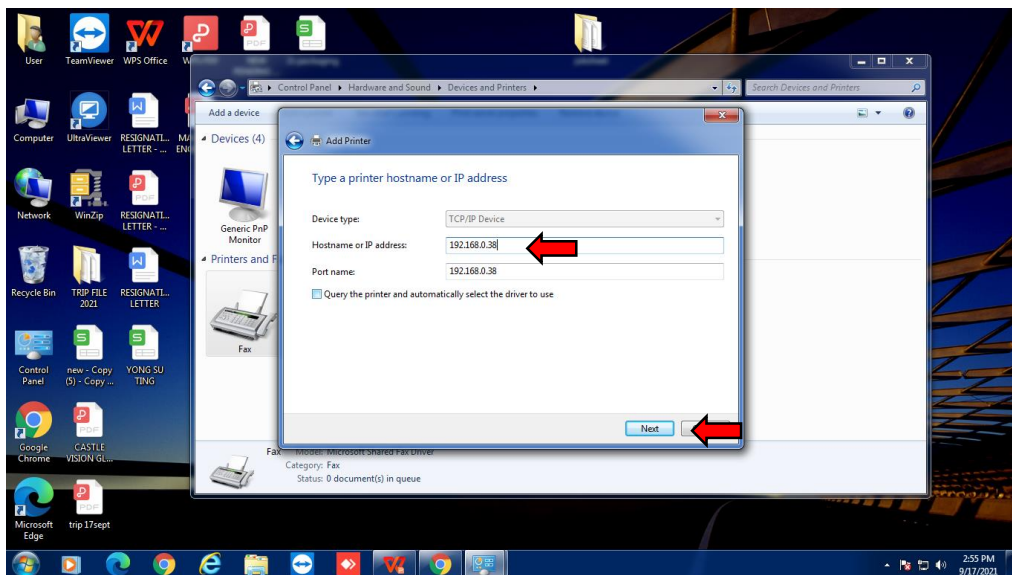 User
TeamViewer
WPS Office
Control Panel ▸ Hardware and Sound ▸ Devices and Printers ▸
Search Devices and Printers
Add a device
Computer
UltraViewer
RESIGNATI...
LETTER - ...
Devices (4)
Add Printer
Type a printer hostname or IP address
Device type:
TCP/IP Device
Hostname or IP address:
192.168.0.38
Port name:
192.168.0.38
Query the printer and automatically select the driver to use
Next
Network
WinZip
PDF
RESIGNATI...
LETTER - ...
Generic PnP
Monitor
Printers and F
Recycle Bin
TRIP FILE
2021
RESIGNATI...
LETTER
Fax
Control
Panel
new - Copy
(5) - Copy ...
YONG SU
TING
Google
Chrome
PDF
CASTLE
VISION GL...
Fax
Model: Microsoft Shared Fax Driver
Category: Fax
Status: 0 document(s) in queue
Microsoft
Edge
PDF
trip 17sept
2:55 PM
9/17/2021